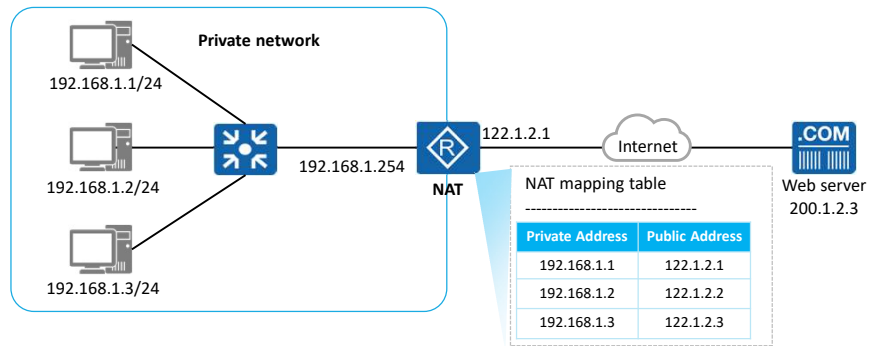 Private network
192.168.1.1/24
192.168.1.2/24
192.168.1.3/24
192.168.1.254
R
NAT
122.1.2.1
Internet
.COM
Web server
200.1.2.3
NAT mapping table
--------------------------------
Private Address Public Address
192.168.1.1 122.1.2.1
192.168.1.2 122.1.2.2
192.168.1.3 122.1.2.3